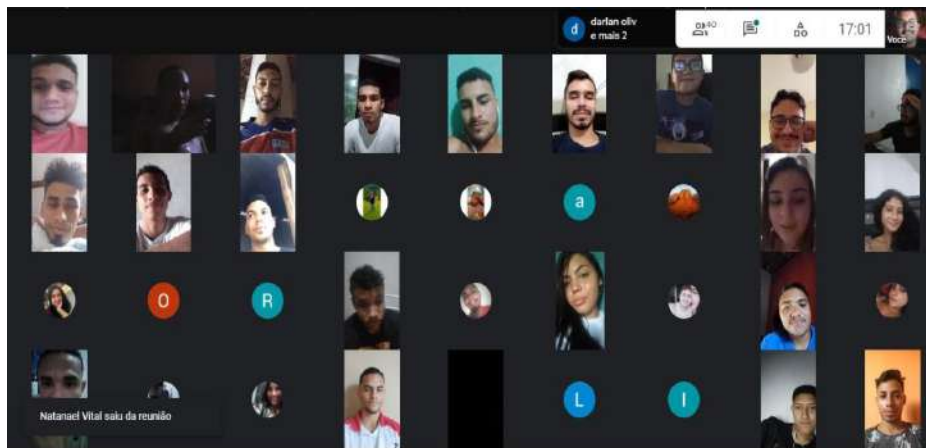 d
darlan oliv
e mais 2
40
17:01
Você
a
O
R
L
I
Natanael Vital saiu da reunião